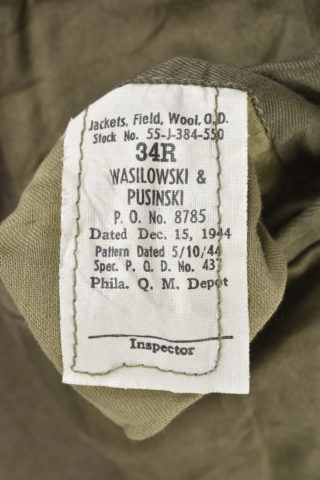 Jackets, Field, Wool, O.D.
Stock No. 55-J-384-550
34R
WASILOWSKI &
PUSINSKI
P. O. No. 8785
Dated Dec. 15, 1944
Pattern Dated 5/10/44
Spec. P. Q. D. No. 437
Phila. Q. M. Depot
Inspector